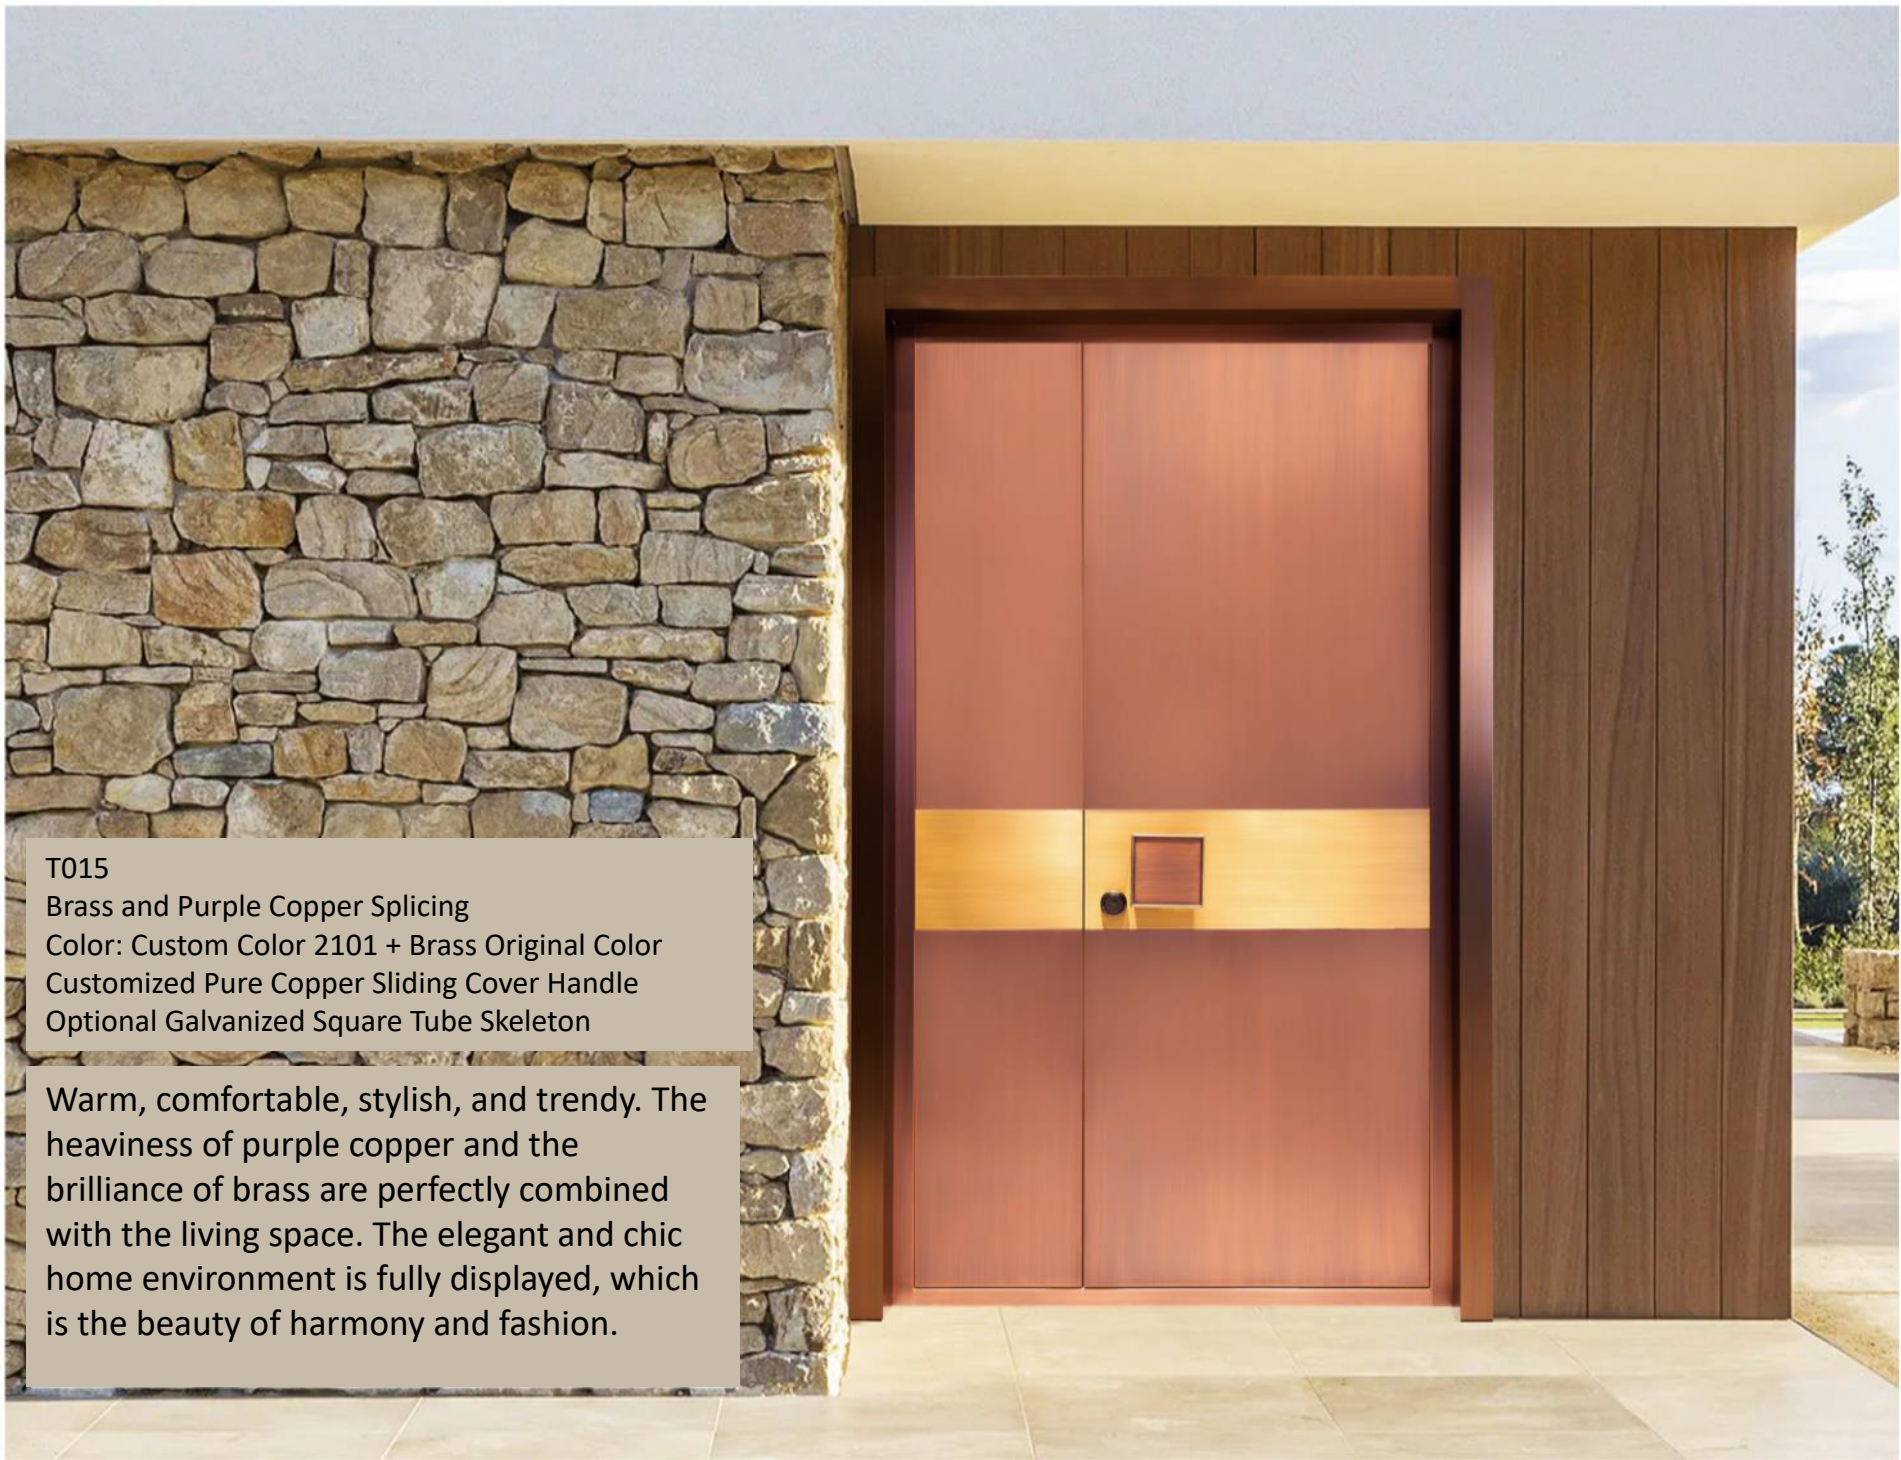 T015
Brass and Purple Copper Splicing
Color: Custom Color 2101 + Brass Original Color
Customized Pure Copper Sliding Cover Handle
Optional Galvanized Square Tube Skeleton
Warm, comfortable, stylish, and trendy. The
heaviness of purple copper and the
brilliance of brass are perfectly combined
with the living space. The elegant and chic
home environment is fully displayed, which
is the beauty of harmony and fashion.